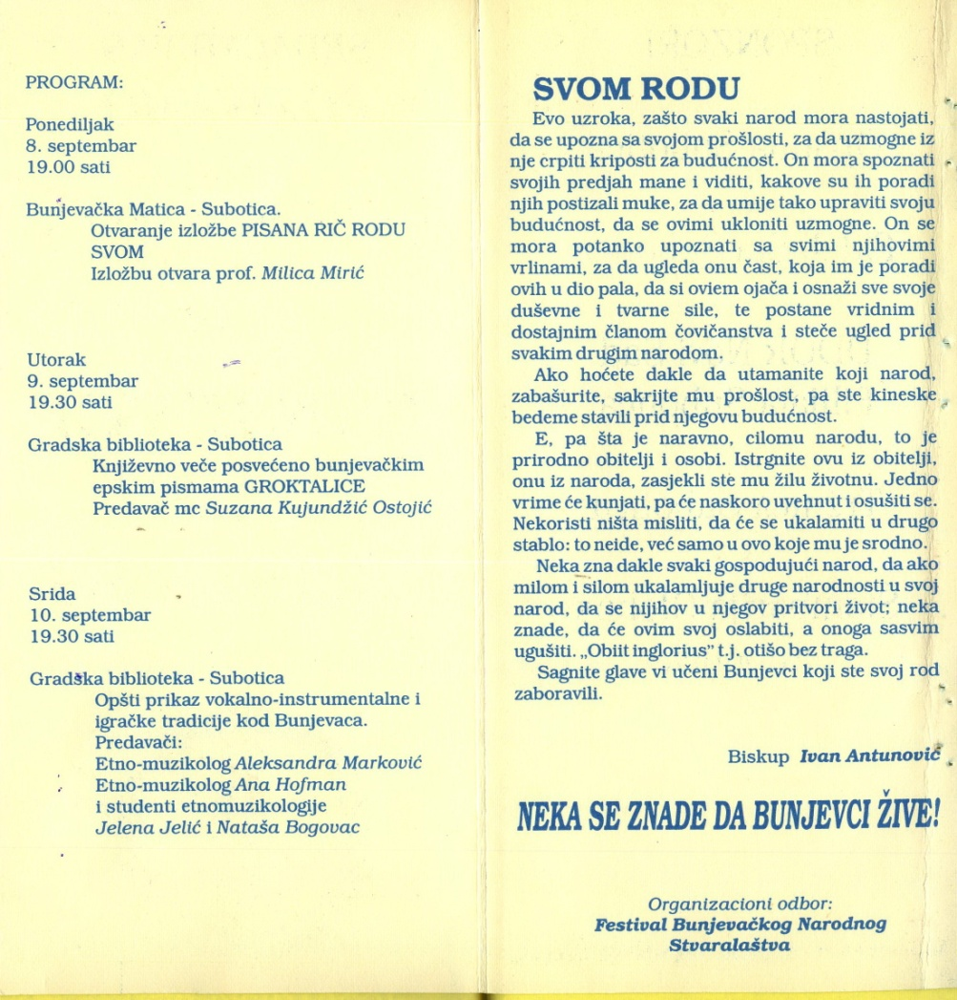 PROGRAM:
Ponediljak
8. septembar
19.00 sati
Bunjevačka Matica - Subotica.
Otvaranje izložbe PISANA RIČ RODU
SVOM
Izložbu otvara prof. Milica Mirić
Utorak
9. septembar
19.30 sati
Gradska biblioteka - Subotica
Književno veče posvećeno bunjevačkim
epskim pismama GROKTALICE
Predavač mc Suzana Kujundžić Ostojić
Srida
10. septembar
19.30 sati
Gradska biblioteka - Subotica
Opšti prikaz vokalno-instrumentalne i
igračke tradicije kod Bunjevaca.
Predavači:
Etno-muzikolog Aleksandra Marković
Etno-muzikolog Ana Hofman
i studenti etnomuzikologije
Jelena Jelić i Nataša Bogovac
SVOM RODU
Evo uzroka, zašto svaki narod mora nastojati,
da se upozna sa svojom prošlosti, za da uzmogne iz
nje crpiti kriposti za budućnost. On mora spoznati
svojih predjah mane i viditi, kakove su ih poradi
njih postizali muke, za da umije tako upraviti svoju
budućnost, da se ovimi ukloniti uzmogne. On se
mora potanko upoznati sa svimi njihovimi
vrlinami, za da ugleda onu čast, koja im je poradi
ovih u dio pala, da si oviem ojača i osnaži sve svoje
duševne i tvarne sile, te postane vridnim i
dostajnim članom čovičanstva i steče ugled prid
svakim drugim narodom.
Ako hoćete dakle da utamanite koji narod,
zabašurite, sakrijte mu prošlost, pa ste kineske
bedeme stavili prid njegovu budućnost.
E, pa šta je naravno, cilomu narodu, to je
prirodno obitelji i osobi. Istrgnite ovu iz obitelji,
onu iz naroda, zasjekli ste mu žilu životnu. Jedno
vrime će kunjati, pa će naskoro uvehnut i osušiti se.
Nekoristi ništa misliti, da će se ukalamiti u drugo
stablo: to neide, već samo u ovo koje mu je srodno.
Neka zna dakle svaki gospodujući narod, da ako
milom i silom ukalamljuje druge narodnosti u svoj
narod, da se nijihov u njegov pritvori život; neka
znade, da će ovim svoj oslabiti, a onoga sasvim
ugušiti. „Obiit inglorius” t.j. otišo bez traga.
Sagnite glave vi učeni Bunjevci koji ste svoj rod
zaboravili.
Biskup Ivan Antunović
NEKA SE ZNADE DA BUNJEVCI ŽIVE!
Organizacioni odbor:
Festival Bunjevačkog Narodnog
Stvaralaštva